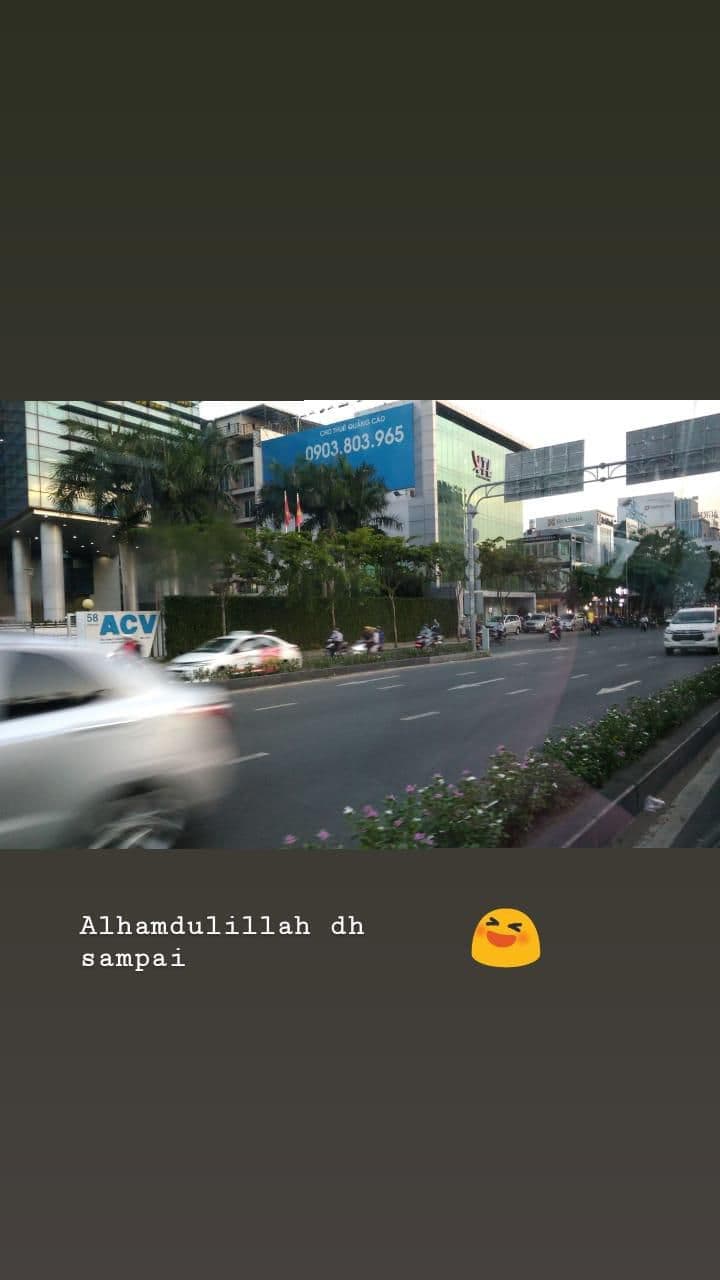 CHO THUÊ QUẢNG CÁO
0903.803.965
58 ACV
Alhamdulillah dh
sampai